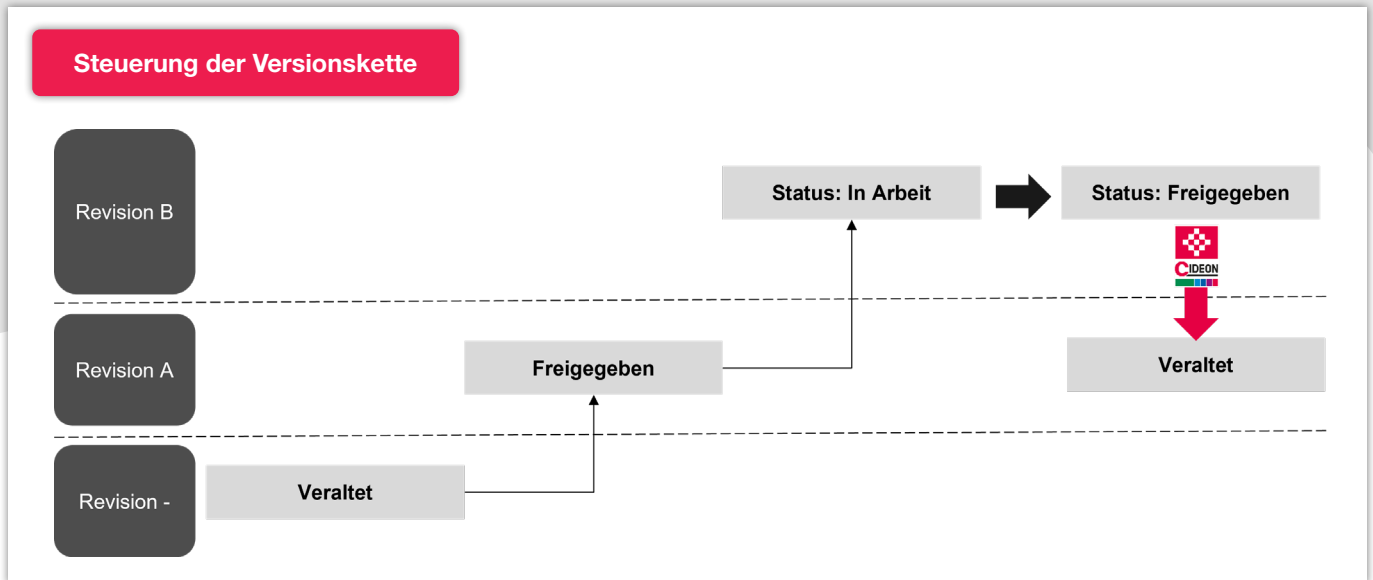 Steuerung der Versionskette
Revision B
Status: In Arbeit
Status: Freigegeben
CIDEON
Revision A
Freigegeben
Veraltet
Revision -
Veraltet